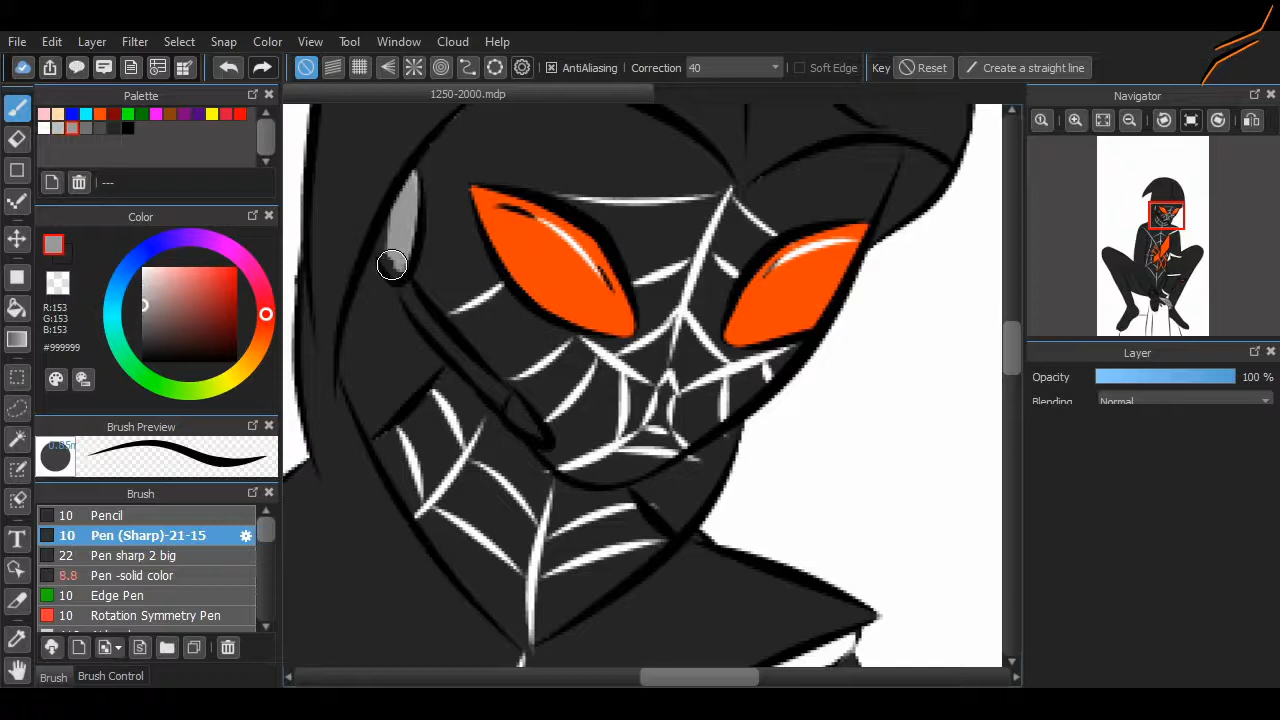 File Edit Layer Filter Select Snap Color View Tool Window Cloud Help
AntiAliasing Correction 40 Soft Edge Key Reset Create a straight line
Palette
1250-2000.mdp
Navigator
---
Color
R:153
G:153
B:153
#999999
Layer
Opacity 100 %
Blending Normal
Brush Preview
Brush
10 Pencil
10 Pen (Sharp)-21-15
22 Pen sharp 2 big
8.8 Pen -solid color
10 Edge Pen
10 Rotation Symmetry Pen
Brush Brush Control